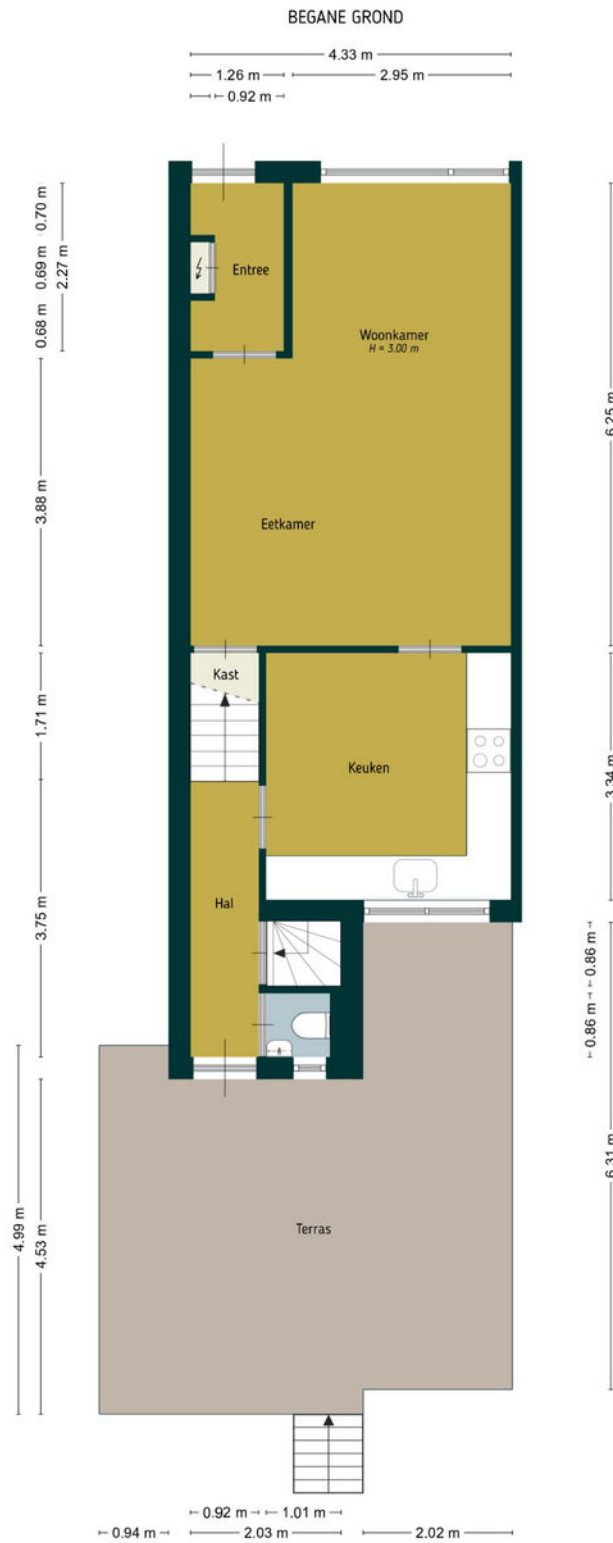 BEGANE GROND
4.33 m
1.26 m
2.95 m
0.92 m
0.70 m
0.69 m
0.68 m
2.27 m
Entree
Woonkamer
H = 3.00 m
6.25 m
3.88 m
Eetkamer
Kast
1.71 m
Keuken
3.34 m
Hal
3.75 m
0.86 m
0.86 m
6.31 m
4.99 m
4.53 m
Terras
0.92 m
1.01 m
0.94 m
2.03 m
2.02 m